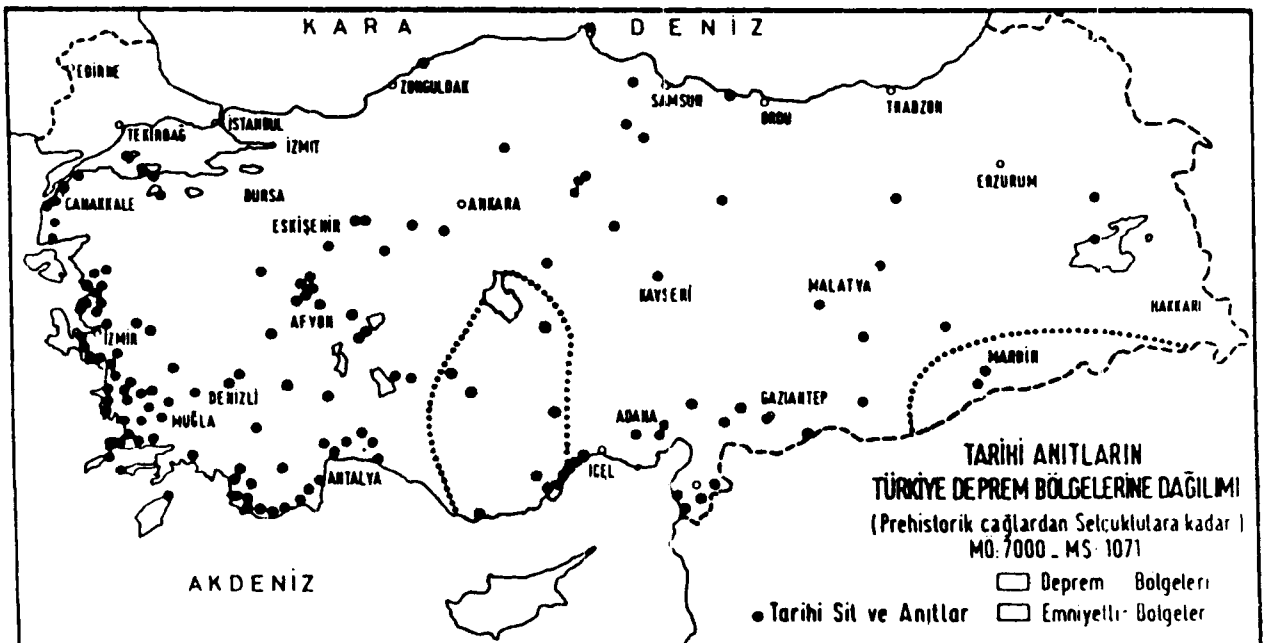 KARA DENİZ
EDİRNE
ZONGULDAK
SAMSUN
ORDU
TRABZON
TEKİRDAĞ
İSTANBUL
İZMİT
ERZURUM
ÇANAKKALE
BURSA
ANKARA
ESKİŞEHİR
KAYSERİ
MALATYA
HAKKARİ
AFYON
İZMİR
MARDİN
DENİZLİ
GAZİANTEP
MUĞLA
ADANA
ANTALYA
İÇEL
TARİHİ ANITLARIN
TÜRKİYE DEPREM BÖLGELERİNE DAĞILIMI
(Prehistorik çağlardan Selçuklulara kadar)
MÖ:7000_MS:1071
AKDENİZ
Deprem Bölgeleri
Tarihi Sit ve Anıtlar
Emniyetli-Bölgeler